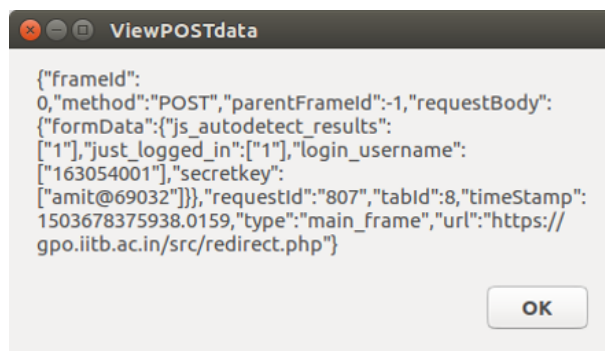 ViewPOSTdata
{"frameId":
0,"method":"POST","parentFrameId":-1,"requestBody":
{"formData":{"js_autodetect_results":
["1"],"just_logged_in":["1"],"login_username":
["163054001"],"secretkey":
["amit@69032"]}},"requestId":"807","tabId":8,"timeStamp":
1503678375938.0159,"type":"main_frame","url":"https://
gpo.iitb.ac.in/src/redirect.php"}
OK